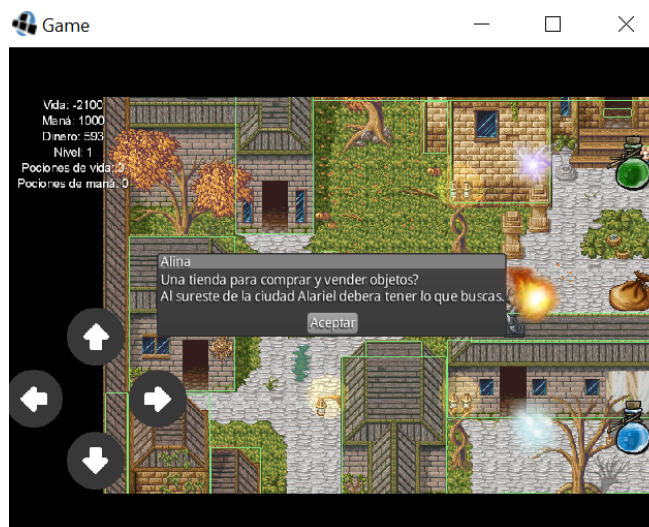 Game
Vida: -2100
Maná: 1000
Dinero: 593
Nivel: 1
Pociones de vida: 3
Pociones de maná: 0
Alina
Una tienda para comprar y vender objetos?
Al sureste de la ciudad Alariel debera tener lo que buscas.
Aceptar